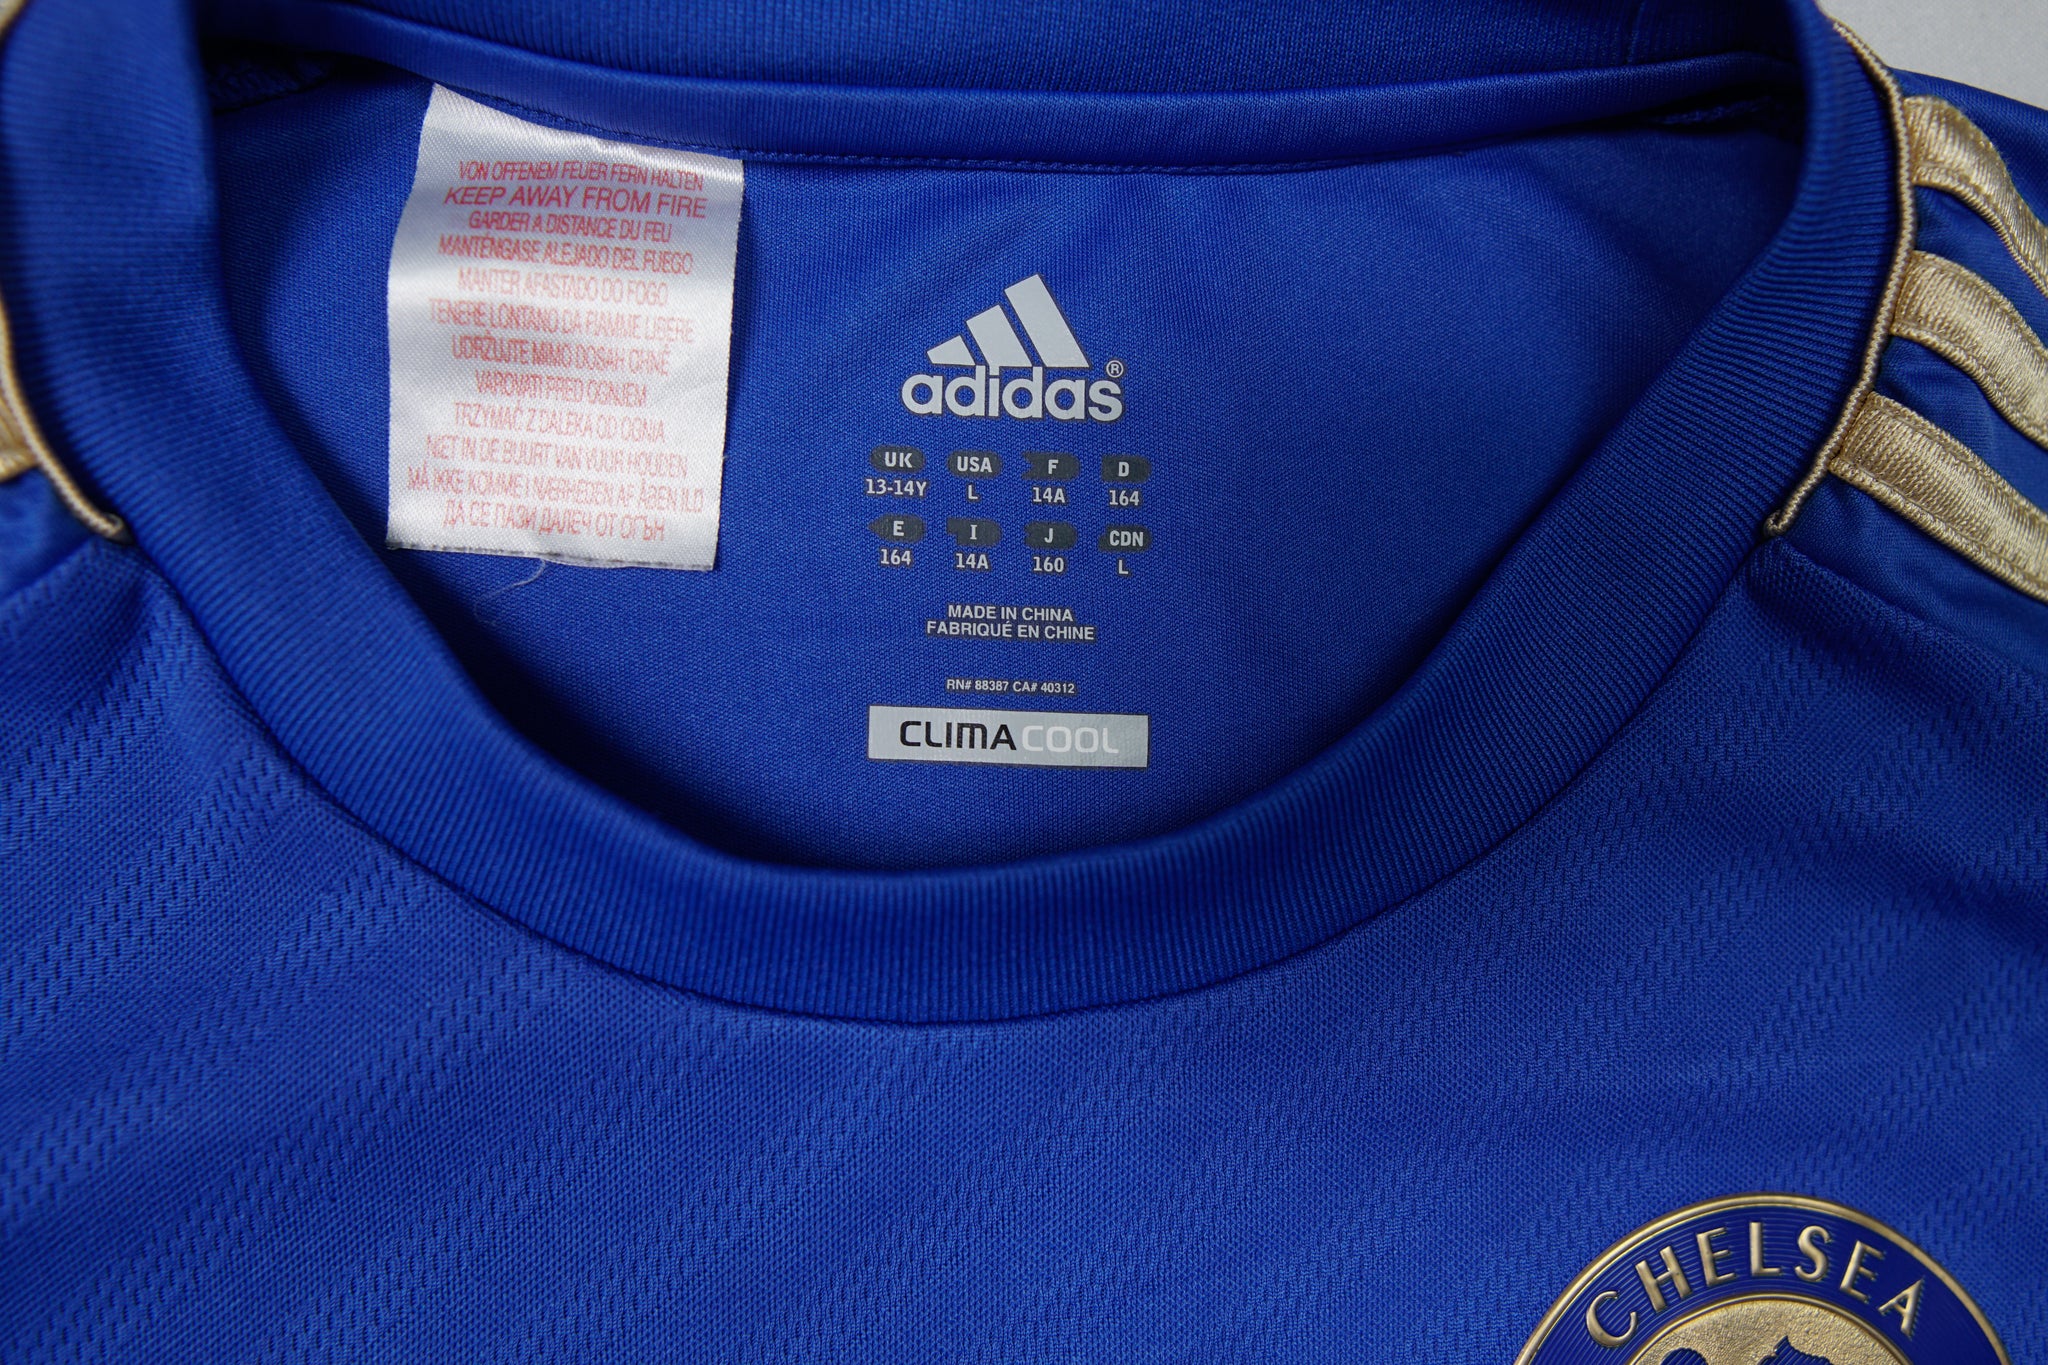 VON OFFENEM FEUER FERN HALTEN
KEEP AWAY FROM FIRE
GARDER A DISTANCE DU FEU
MANTENGASE ALEJADO DEL FUEGO
MANTER AFASTADO DO FOGO
TENERE LONTANO DA FIAMME LIBERE
UDRŽUJTE MIMO DOSAH OHNĚ
VAROVATI PRED OGNJEM
TRZYMAĆ Z DALEKA OD OGNIA
NIET IN DE BUURT VAN VUUR HOUDEN
MÅ IKKE KOMME I NÆRHEDEN AF ÅBEN ILD
ДА СЕ ПАЗИ ДАЛЕЧ ОТ ОГЪН
adidas®
UK USA F D
13-14Y L 14A 164
E I J CDN
164 14A 160 L
MADE IN CHINA
FABRIQUÉ EN CHINE
RN# 88387 CA# 40312
CLIMACOOL
CHELSEA